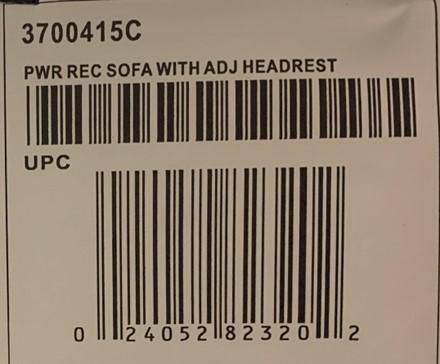 3700415C
PWR REC SOFA WITH ADJ HEADREST
UPC
0 24052 82320 2